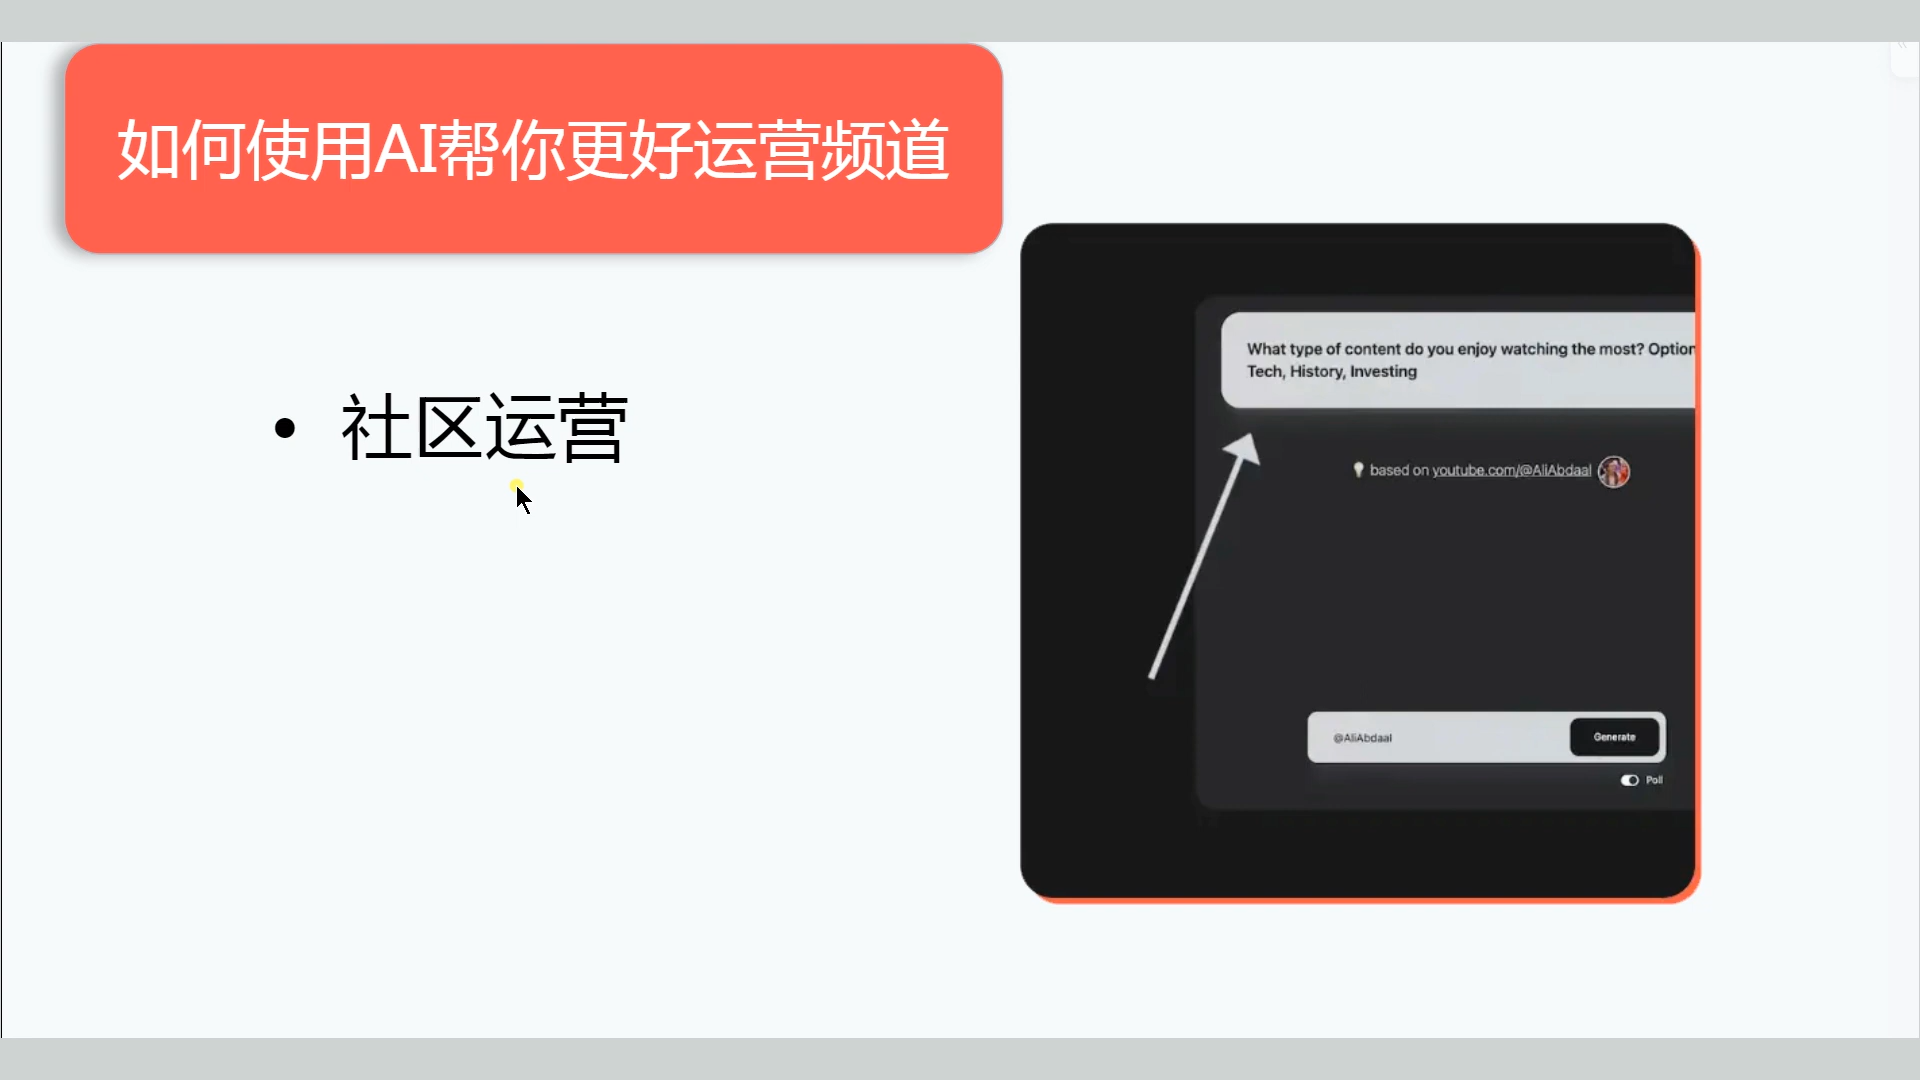 如何使用AI帮你更好运营频道
• 社区运营
What type of content do you enjoy watching the most? Option
Tech, History, Investing
based on youtube.com/@AliAbdaal
@AliAbdaal
Generate
Poll